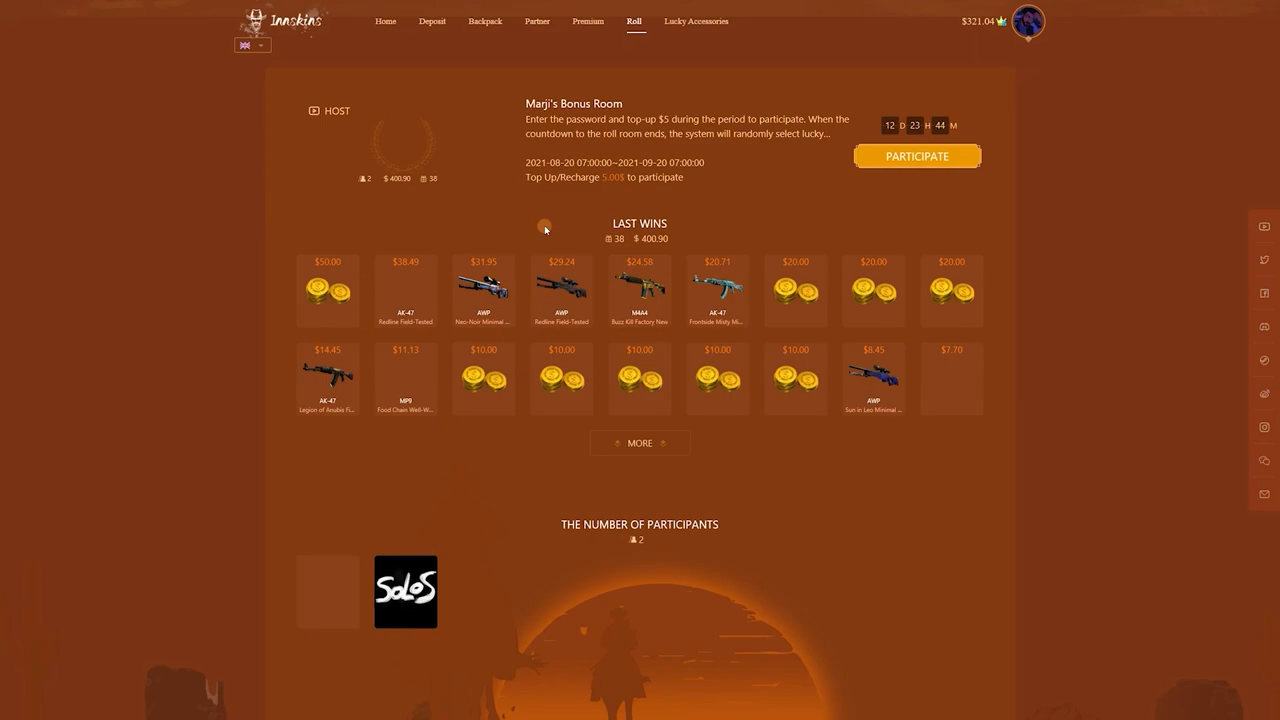 Innskins
Home Deposit Backpack Partner Premium Roll Lucky Accessories
$321.04
HOST
2 $ 400.90 38
Marji's Bonus Room
Enter the password and top-up $5 during the period to participate. When the
countdown to the roll room ends, the system will randomly select lucky...
2021-08-20 07:00:00~2021-09-20 07:00:00
Top Up/Recharge 5.00$ to participate
12 D 23 H 44 M
PARTICIPATE
LAST WINS
38 $ 400.90
$50.00 $38.49 $31.95 $29.24 $24.58 $20.71 $20.00 $20.00 $20.00
AK-47 AWP AWP M4A4 AK-47
Redline Field-Tested Neo-Noir Minimal ... Redline Field-Tested Buzz Kill Factory New Frontside Misty Mi...
$14.45 $11.13 $10.00 $10.00 $10.00 $10.00 $10.00 $8.45 $7.70
AK-47 MP9 AWP
Legion of Anubis Fi... Food Chain Well-W... Sun in Leo Minimal ...
MORE
THE NUMBER OF PARTICIPANTS
2
SoLoS